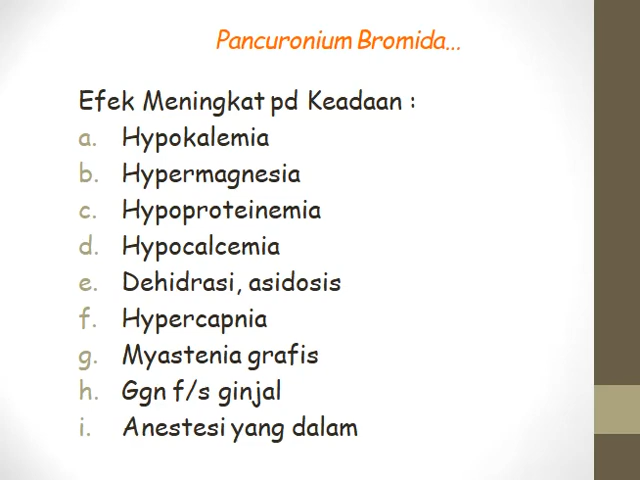 Pancuronium Bromida...
Efek Meningkat pd Keadaan :
a. Hypokalemia
b. Hypermagnesia
c. Hypoproteinemia
d. Hypocalcemia
e. Dehidrasi, asidosis
f. Hypercapnia
g. Myastenia grafis
h. Ggn f/s ginjal
i. Anestesi yang dalam